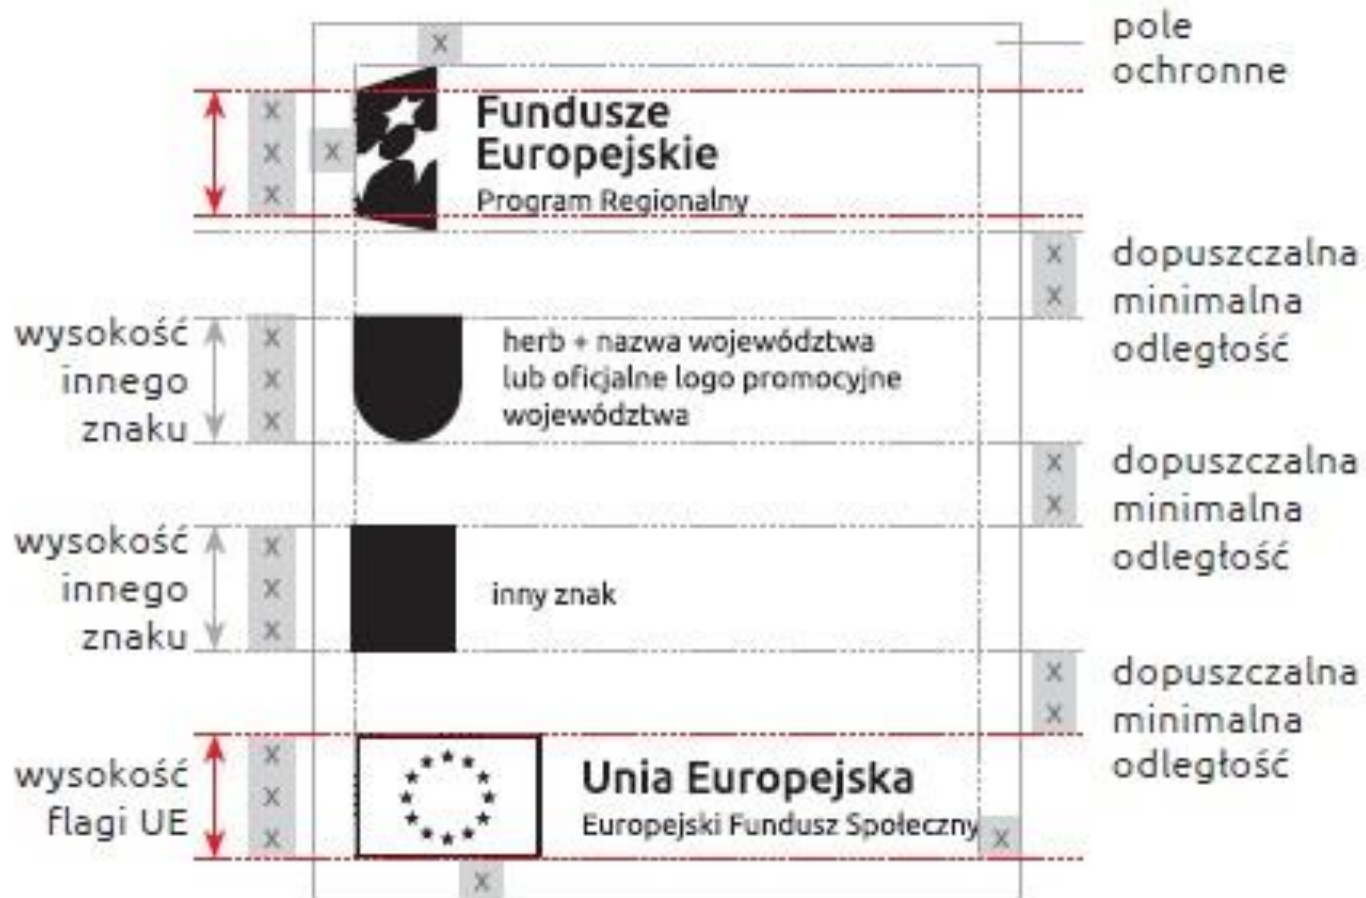 pole
ochronne
x
x
x
x
x
Fundusze
Europejskie
Program Regionalny
x
x
dopuszczalna
minimalna
odległość
wysokość
innego
znaku
x
x
x
herb + nazwa województwa
lub oficjalne logo promocyjne
województwa
x
x
dopuszczalna
minimalna
odległość
wysokość
innego
znaku
x
x
x
inny znak
x
x
dopuszczalna
minimalna
odległość
wysokość
flagi UE
x
x
x
Unia Europejska
Europejski Fundusz Społeczny
x
x